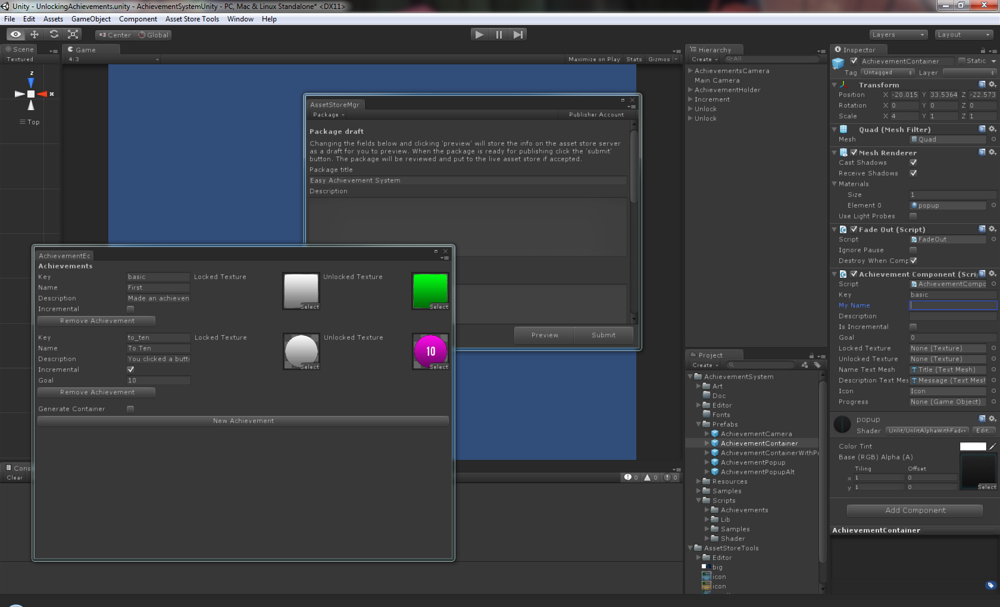 Unity - UnlockingAchievements.unity - AchievementSystemUnity - PC, Mac & Linux Standalone* <DX11>
File Edit Assets GameObject Component Asset Store Tools Window Help
Center Global
Layers Layout
Scene
Textured
z
x
Top
Game
4:3
Maximize on Play Stats Gizmos
AssetStoreMgr
Package
Publisher Account
Package draft
Changing the fields below and clicking 'preview' will store the info on the asset store server
as a draft for you to preview. When the package is ready for publishing click the 'submit'
button. The package will be reviewed and put to the live asset store if accepted.
Package title
Easy Achievement System
Description
Preview Submit
AchievementEc
Achievements
Key basic Locked Texture Select Unlocked Texture Select
Name First
Description Made an achieven
Incremental
Remove Achievement
Key to_ten Locked Texture Select Unlocked Texture 10 Select
Name To Ten
Description You clicked a butt
Incremental
Goal 10
Remove Achievement
Generate Container
New Achievement
Cons
Clear
0 0 0
Hierarchy
Create All
AchievementsCamera
Main Camera
AchievementHolder
Increment
Unlock
Unlock
Project
Create
AchievementSystem
Art
Doc
Editor
Fonts
Prefabs
AchievementCamera
AchievementContainer
AchievementContainerWithPr
AchievementPopup
AchievementPopupAlt
Resources
Samples
Scripts
Achievements
Lib
Samples
Shader
AssetStoreTools
Editor
big
icon
icon
Inspector
AchievementContainer Static
Tag Untagged Layer
Transform
Position X -20.015 Y 33.5364 Z -22.573
Rotation X 0 Y 0 Z 0
Scale X 4 Y 1 Z 1
Quad (Mesh Filter)
Mesh Quad
Mesh Renderer
Cast Shadows
Receive Shadows
Materials
Size 1
Element 0 popup
Use Light Probes
Fade Out (Script)
Script FadeOut
Ignore Pause
Destroy When Comp
Achievement Component (Scri
Script AchievementCompo
Key basic
My Name
Description
Is Incremental
Goal 0
Locked Texture None (Texture)
Unlocked Texture None (Texture)
Name Text Mesh Title (Text Mesh)
Description Text Mes Message (Text Mesh
Icon Icon
Progress None (Game Object)
popup
Shader Unlit/UnlitAlphaWithFade Edit...
Color Tint
Base (RGB) Alpha (A)
Tiling Offset
x 1 0
y 1 0
Select
Add Component
AchievementContainer